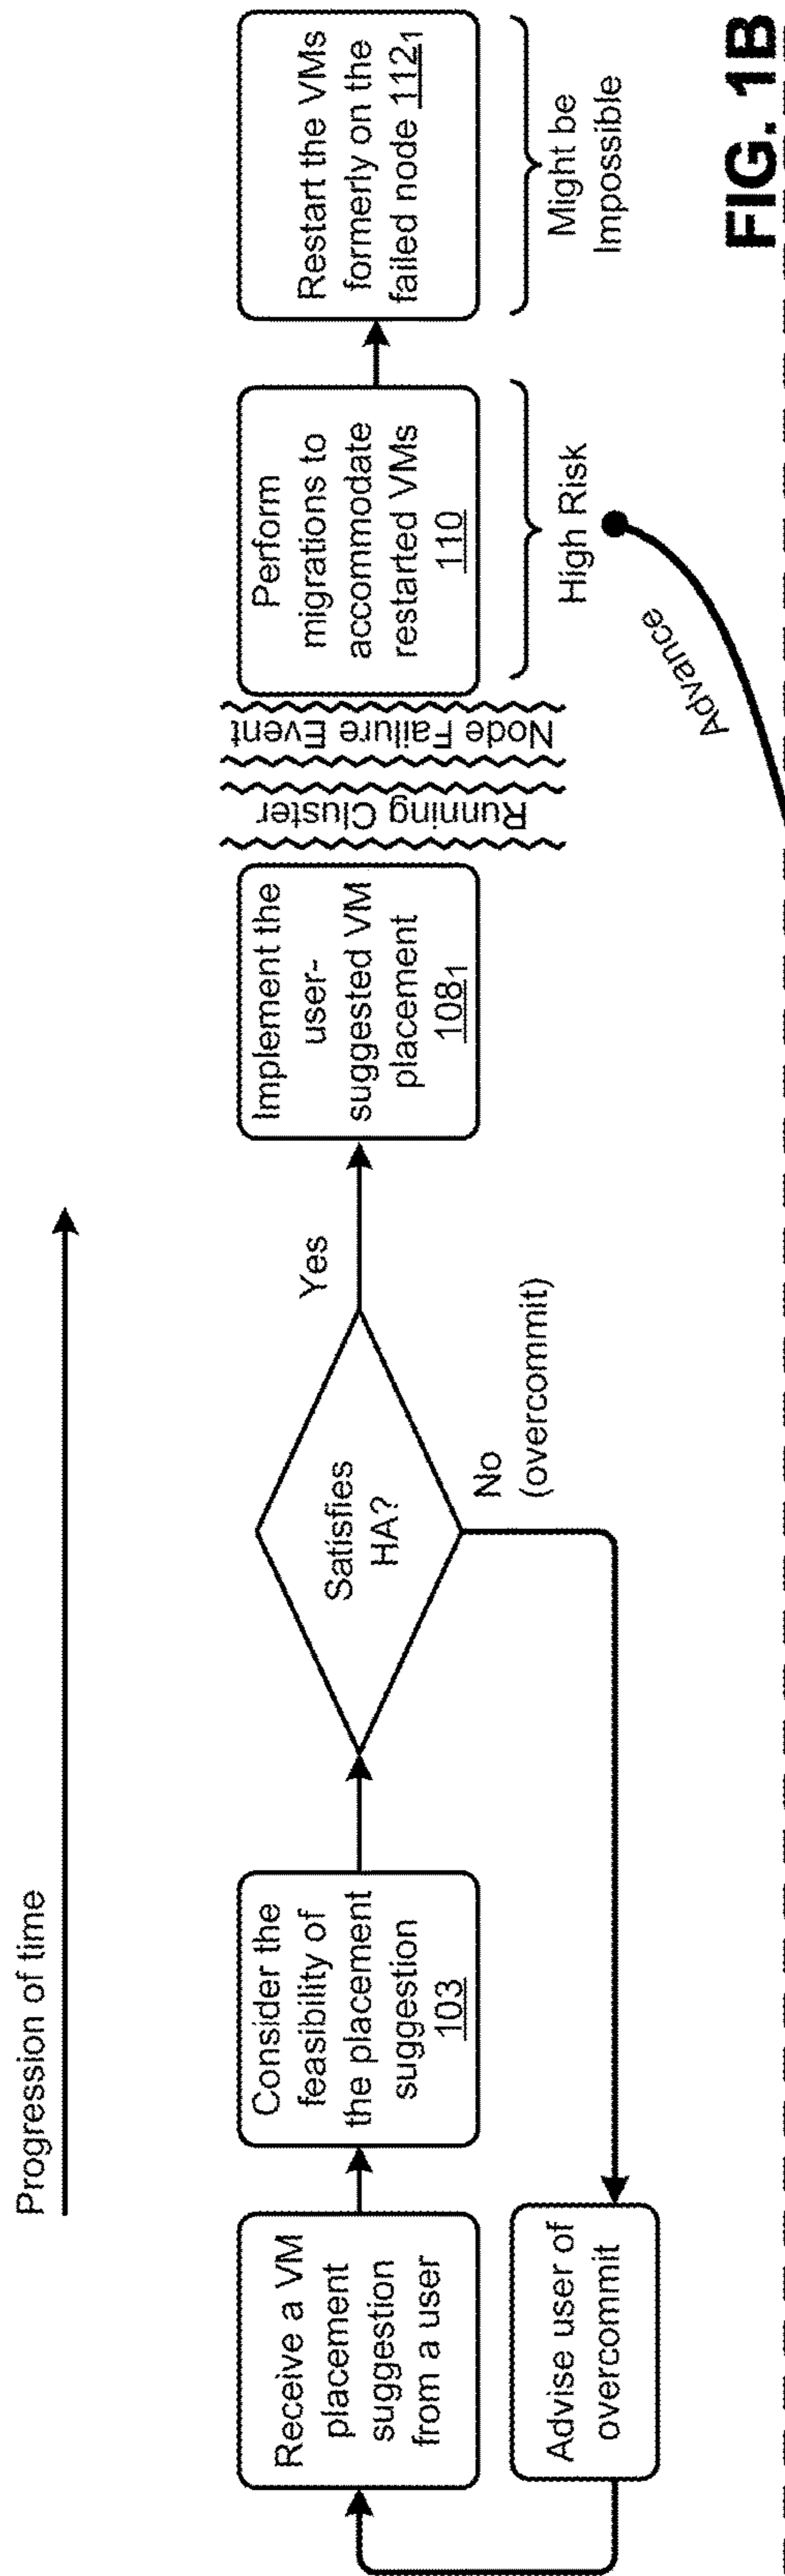 Progression of time
Receive a VM
placement
suggestion
from a user
Consider the
feasibility of
the placement
suggestion
103
Satisfies
HA?
Yes
No
(overcommit)
Advise user of
overcommit
Implement the
user-
suggested VM
placement
108₁
Running Cluster
Node Failure Event
Perform
migrations to
accommodate
restarted VMs
110
High Risk
Restart the VMs
formerly on the
failed node 112₁
Might be
Impossible
Advance
FIG. 1B